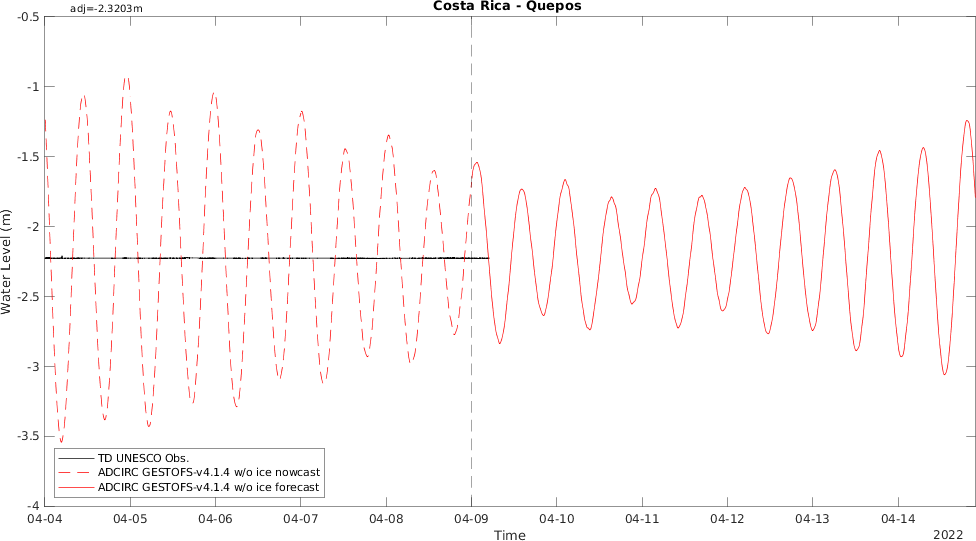 adj=-2.3203m
Costa Rica - Quepos
Water Level (m)
-0.5
-1
-1.5
-2
-2.5
-3
-3.5
-4
TD UNESCO Obs.
ADCIRC GESTOFS-v4.1.4 w/o ice nowcast
ADCIRC GESTOFS-v4.1.4 w/o ice forecast
04-04 04-05 04-06 04-07 04-08 04-09 04-10 04-11 04-12 04-13 04-14
Time
2022